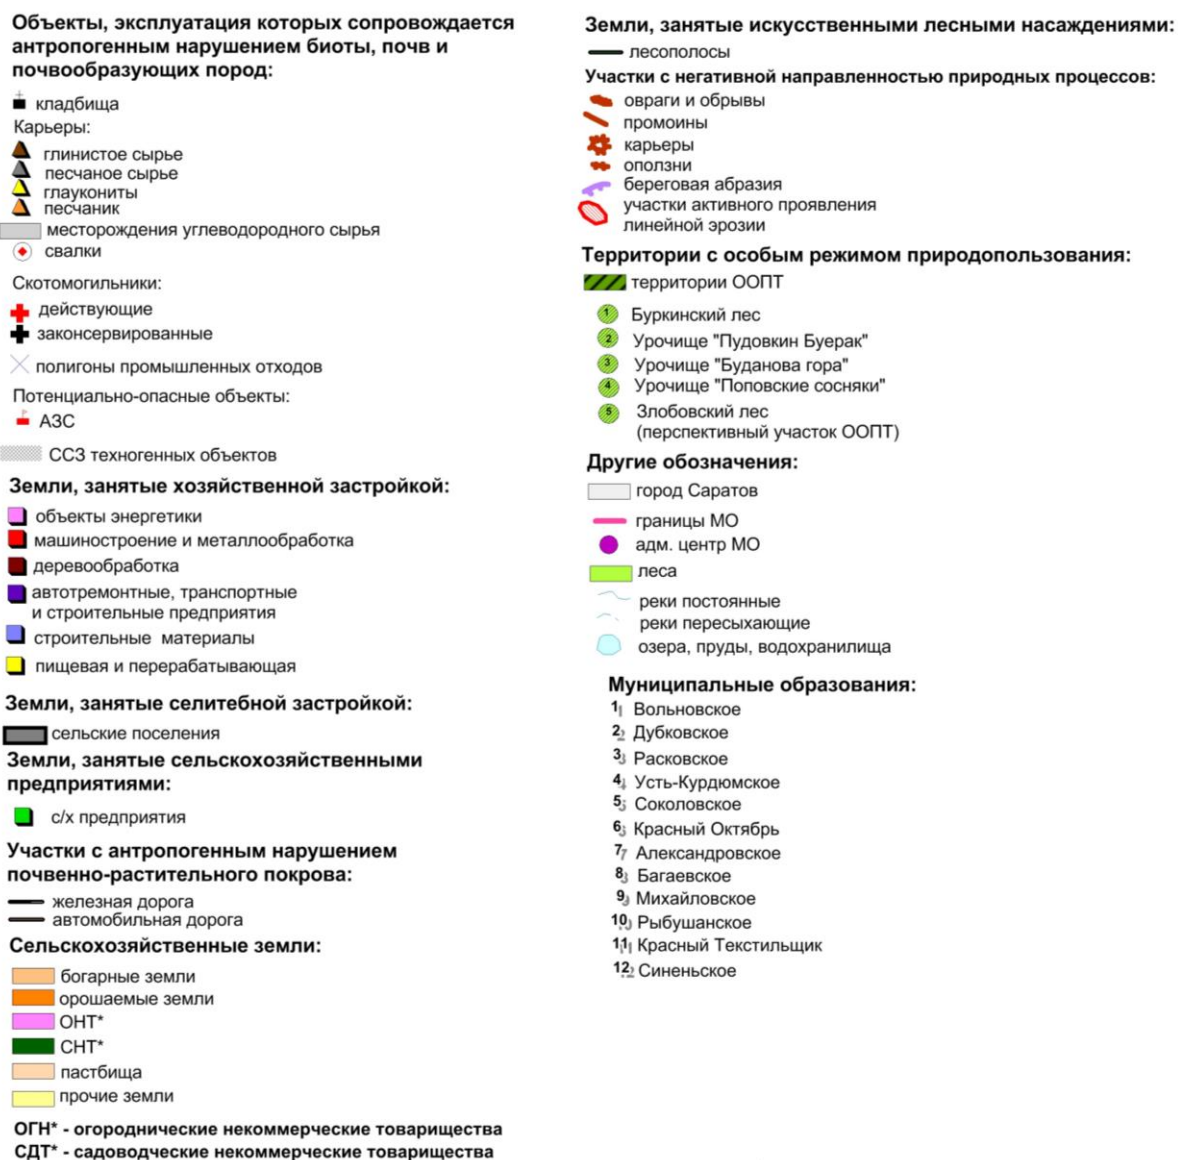 Объекты, эксплуатация которых сопровождается
антропогенным нарушением биоты, почв и
почвообразующих пород:
кладбища
Карьеры:
глинистое сырье
песчаное сырье
глаукониты
песчаник
месторождения углеводородного сырья
свалки
Скотомогильники:
действующие
законсервированные
полигоны промышленных отходов
Потенциально-опасные объекты:
АЗС
ССЗ техногенных объектов
Земли, занятые хозяйственной застройкой:
объекты энергетики
машиностроение и металлообработка
деревообработка
автотремонтные, транспортные
и строительные предприятия
строительные материалы
пищевая и перерабатывающая
Земли, занятые селитебной застройкой:
сельские поселения
Земли, занятые сельскохозяйственными
предприятиями:
с/х предприятия
Участки с антропогенным нарушением
почвенно-растительного покрова:
железная дорога
автомобильная дорога
Сельскохозяйственные земли:
богарные земли
орошаемые земли
ОНТ*
СНТ*
пастбища
прочие земли
ОГН* - огороднические некоммерческие товарищества
СДТ* - садоводческие некоммерческие товарищества
Земли, занятые искусственными лесными насаждениями:
лесополосы
Участки с негативной направленностью природных процессов:
овраги и обрывы
промоины
карьеры
оползни
береговая абразия
участки активного проявления
линейной эрозии
Территории с особым режимом природопользования:
территории ООПТ
1 Буркинский лес
2 Урочище "Пудовкин Буерак"
3 Урочище "Буданова гора"
4 Урочище "Поповские сосняки"
5 Злобовский лес
(перспективный участок ООПТ)
Другие обозначения:
город Саратов
границы МО
адм. центр МО
леса
реки постоянные
реки пересыхающие
озера, пруды, водохранилища
Муниципальные образования:
1 Вольновское
2 Дубковское
3 Расковское
4 Усть-Курдюмское
5 Соколовское
6 Красный Октябрь
7 Александровское
8 Багаевское
9 Михайловское
10 Рыбушанское
11 Красный Текстильщик
12 Синеньское